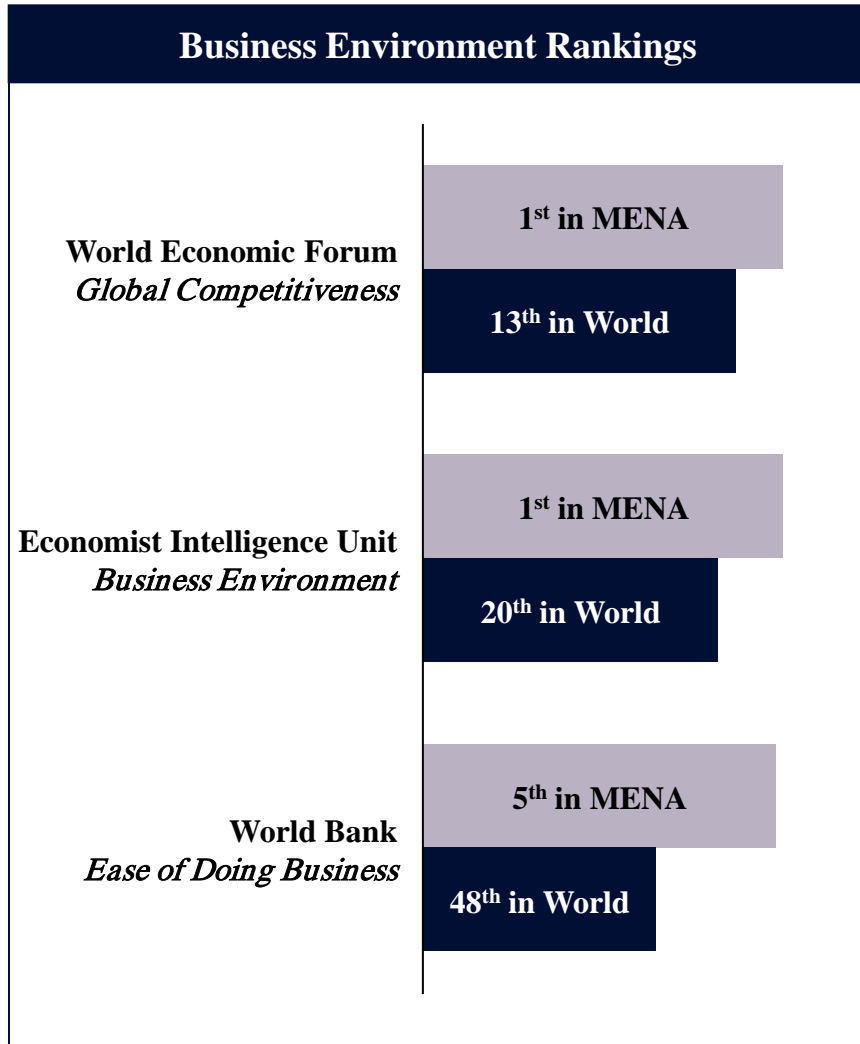 Business Environment Rankings
1st in MENA
World Economic Forum
Global Competitiveness
13th in World
1st in MENA
Economist Intelligence Unit
Business Environment
20th in World
5th in MENA
World Bank
Ease of Doing Business
48th in World